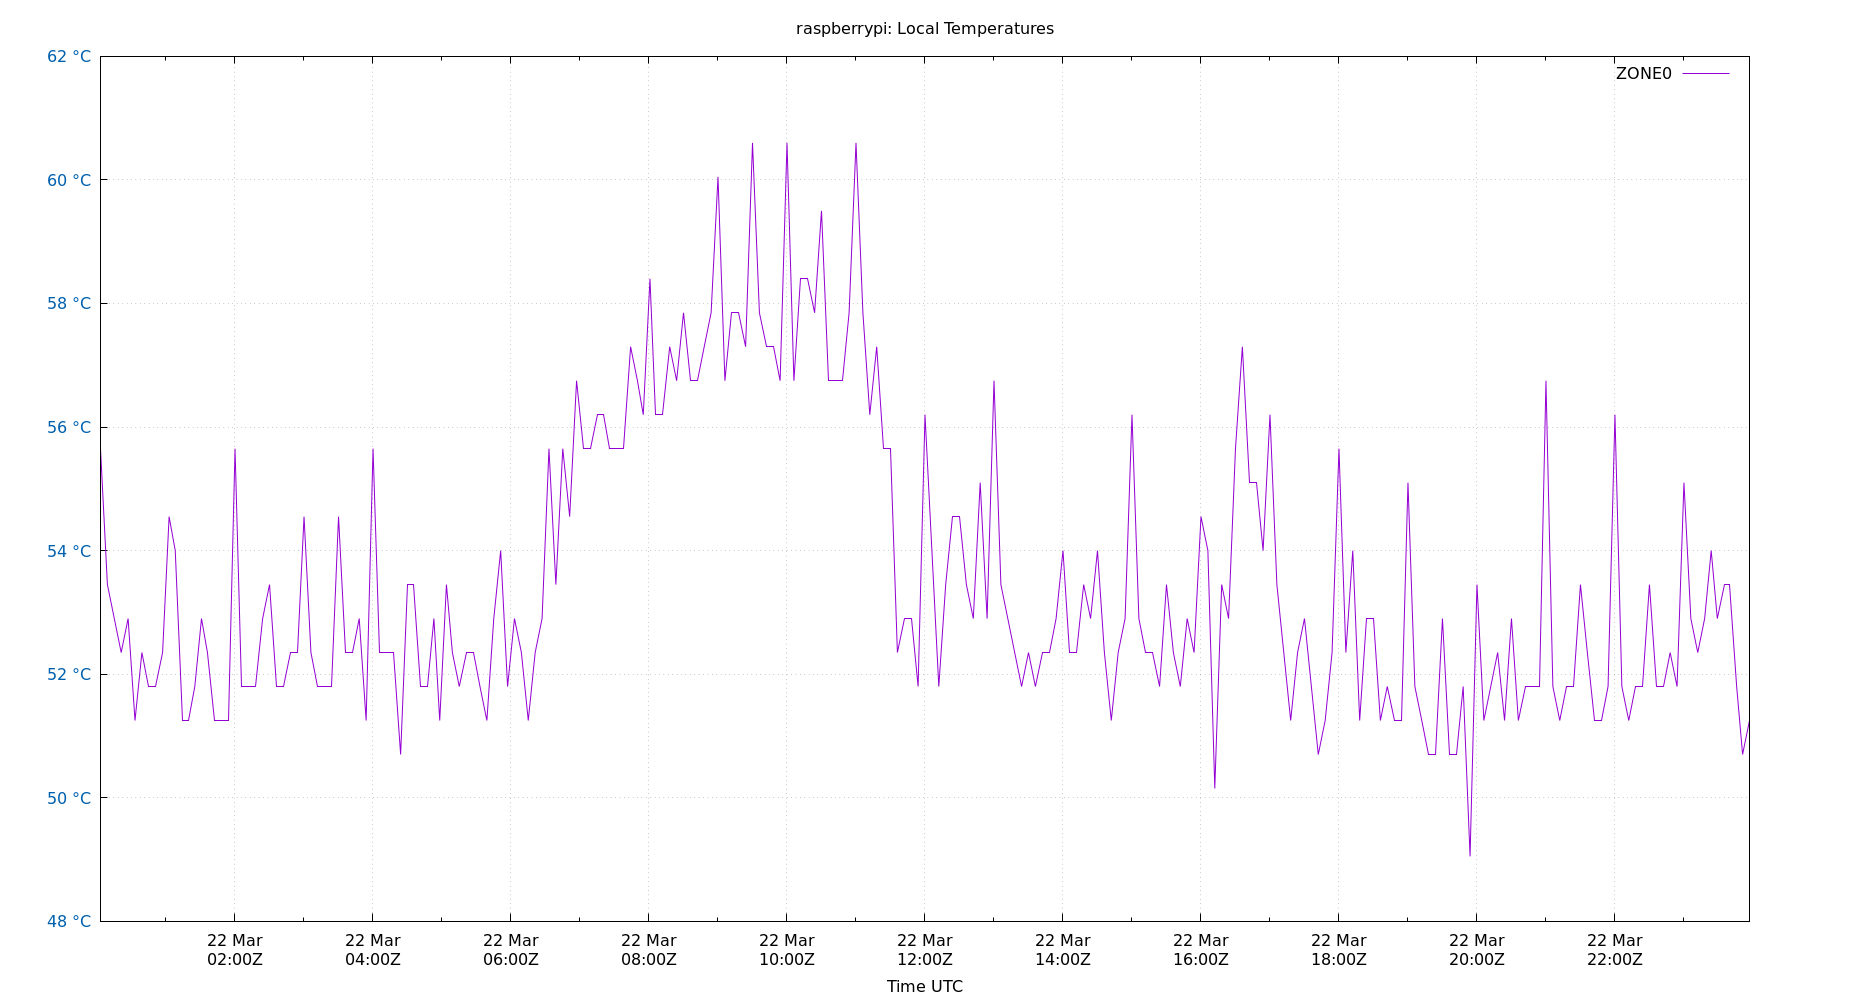 raspberrypi: Local Temperatures
62 °C
ZONE0
60 °C
58 °C
56 °C
54 °C
52 °C
50 °C
48 °C
22 Mar 22 Mar 22 Mar 22 Mar 22 Mar 22 Mar 22 Mar 22 Mar 22 Mar 22 Mar 22 Mar
02:00Z 04:00Z 06:00Z 08:00Z 10:00Z 12:00Z 14:00Z 16:00Z 18:00Z 20:00Z 22:00Z
Time UTC